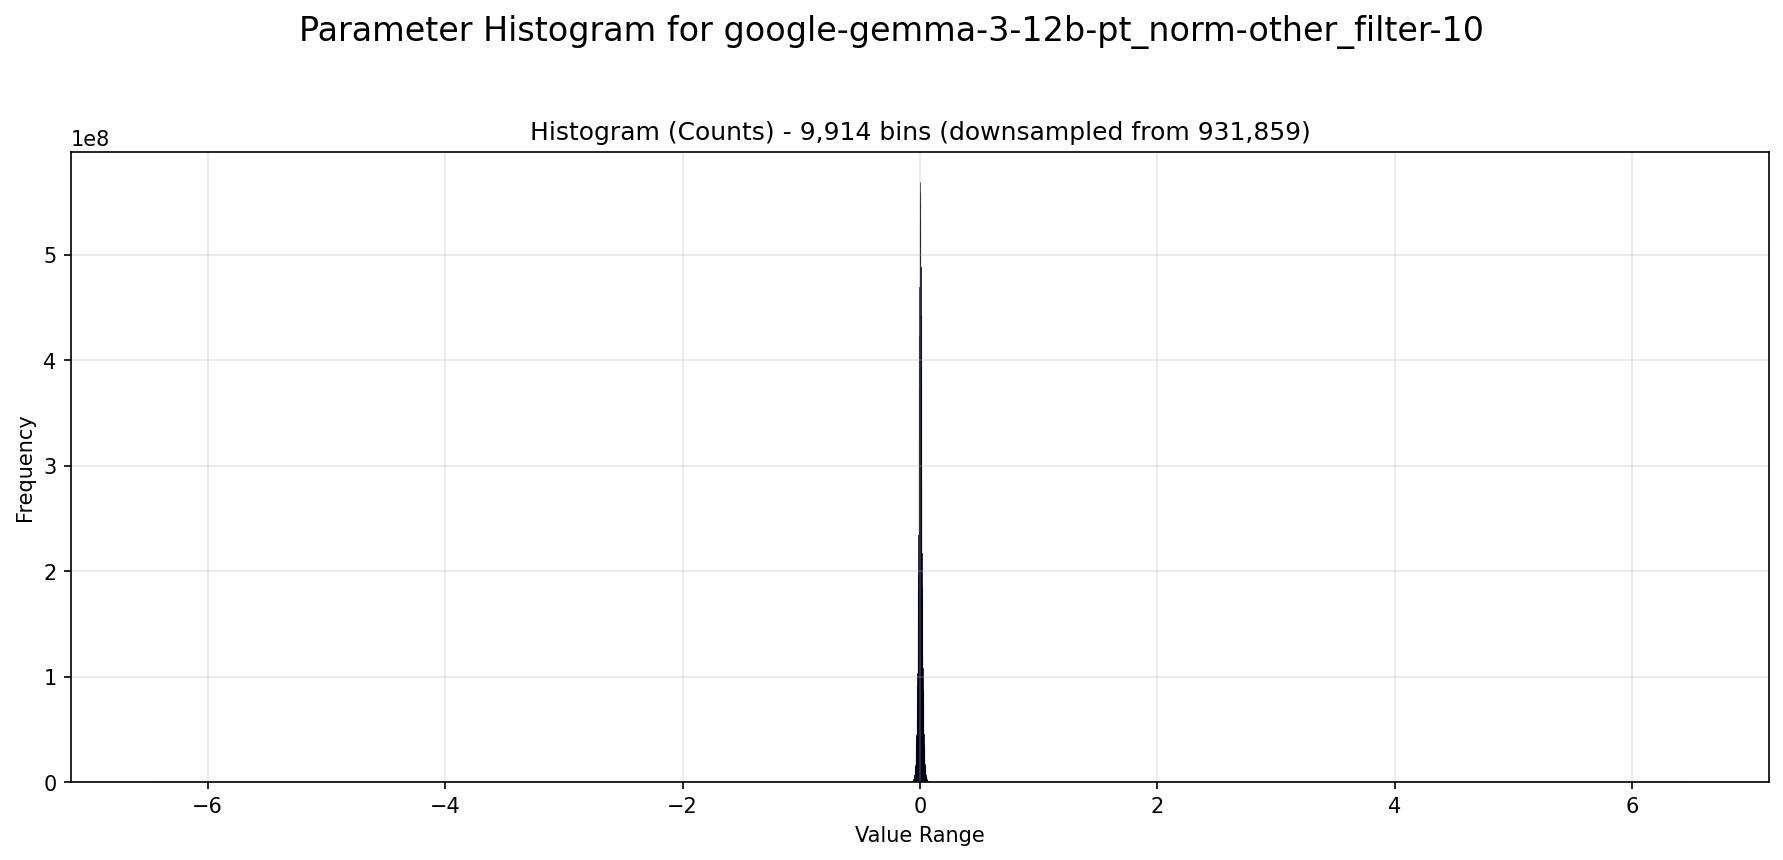 Parameter Histogram for google-gemma-3-12b-pt_norm-other_filter-10
Histogram (Counts) - 9,914 bins (downsampled from 931,859)
1e8
5
4
3
2
1
0
Frequency
−6 −4 −2 0 2 4 6
Value Range